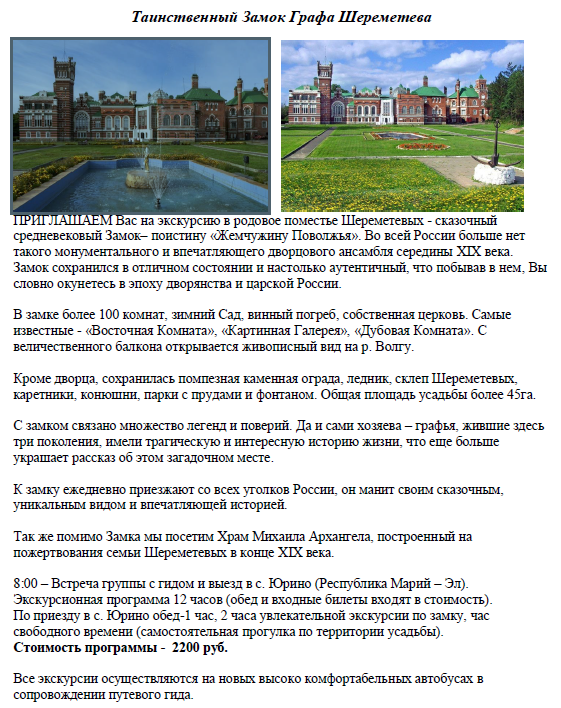 Таинственный Замок Графа Шереметева
ПРИГЛАШАЕМ Вас на экскурсию в родовое поместье Шереметевых - сказочный
средневековый Замок– поистину «Жемчужину Поволжья». Во всей России больше нет
такого монументального и впечатляющего дворцового ансамбля середины XIX века.
Замок сохранился в отличном состоянии и настолько аутентичный, что побывав в нем, Вы
словно окунетесь в эпоху дворянства и царской России.
В замке более 100 комнат, зимний Сад, винный погреб, собственная церковь. Самые
известные - «Восточная Комната», «Картинная Галерея», «Дубовая Комната». С
величественного балкона открывается живописный вид на р. Волгу.
Кроме дворца, сохранилась помпезная каменная ограда, ледник, склеп Шереметевых,
каретники, конюшни, парки с прудами и фонтаном. Общая площадь усадьбы более 45га.
С замком связано множество легенд и поверий. Да и сами хозяева – графья, жившие здесь
три поколения, имели трагическую и интересную историю жизни, что еще больше
украшает рассказ об этом загадочном месте.
К замку ежедневно приезжают со всех уголков России, он манит своим сказочным,
уникальным видом и впечатляющей историей.
Так же помимо Замка мы посетим Храм Михаила Архангела, построенный на
пожертвования семьи Шереметевых в конце XIX века.
8:00 – Встреча группы с гидом и выезд в с. Юрино (Республика Марий – Эл).
Экскурсионная программа 12 часов (обед и входные билеты входят в стоимость).
По приезду в с. Юрино обед-1 час, 2 часа увлекательной экскурсии по замку, час
свободного времени (самостоятельная прогулка по территории усадьбы).
Стоимость программы - 2200 руб.
Все экскурсии осуществляются на новых высоко комфортабельных автобусах в
сопровождении путевого гида.